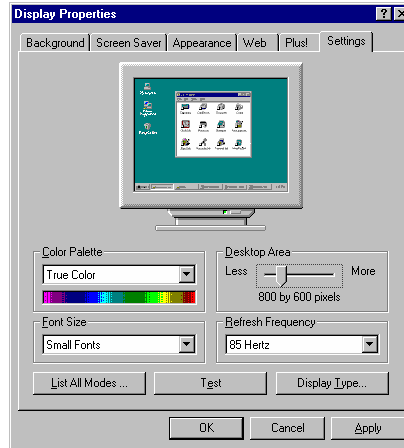 Display Properties
Background Screen Saver Appearance Web Plus! Settings
Color Palette
True Color
Desktop Area
Less More
800 by 600 pixels
Font Size
Small Fonts
Refresh Frequency
85 Hertz
List All Modes ... Test Display Type...
OK Cancel Apply